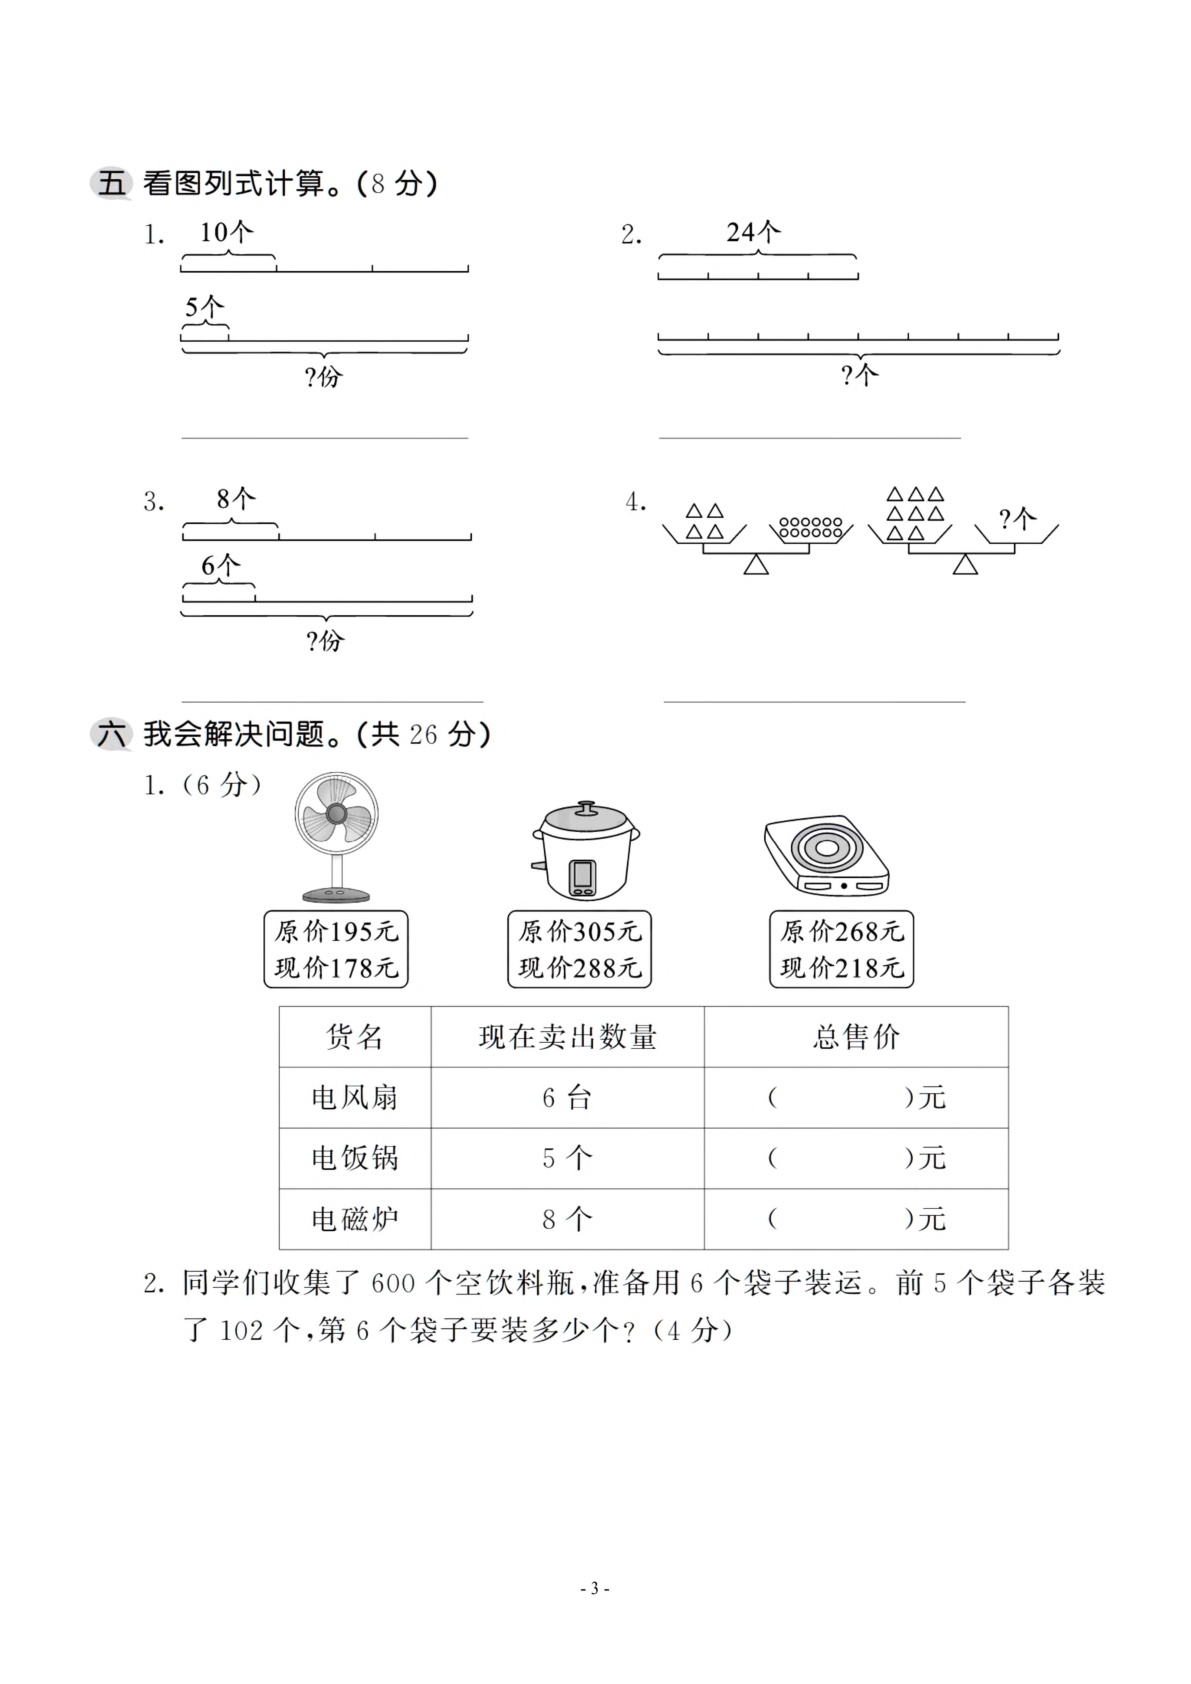 五 看图列式计算。(8 分)
1. 10个
5个
?份
2. 24个
?个
3. 8个
6个
?份
4. ?个
六 我会解决问题。(共 26 分)
1. (6 分)
原价195元
现价178元
原价305元
现价288元
原价268元
现价218元
货名 现在卖出数量 总售价
电风扇 6 台 ( )元
电饭锅 5 个 ( )元
电磁炉 8 个 ( )元
2. 同学们收集了 600 个空饮料瓶,准备用 6 个袋子装运。前 5 个袋子各装
了 102 个,第 6 个袋子要装多少个? (4 分)
- 3 -